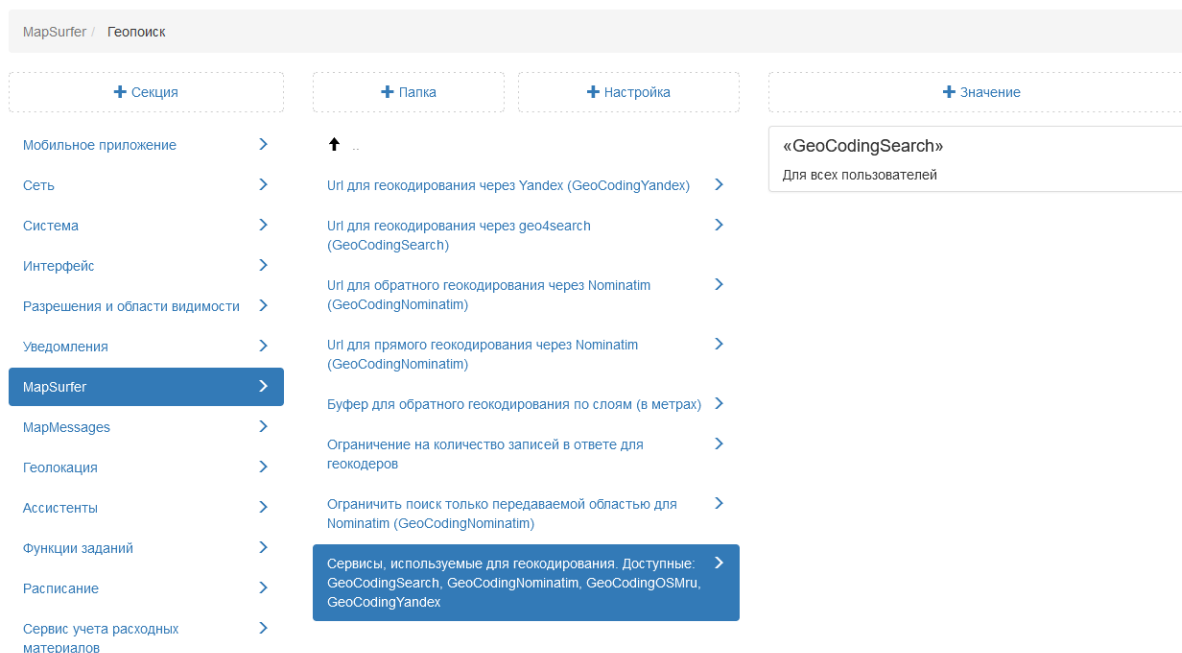 MapSurfer / Геопоиск
+ Секция
+ Папка
+ Настройка
+ Значение
Мобильное приложение
Сеть
Система
Интерфейс
Разрешения и области видимости
Уведомления
MapSurfer
MapMessages
Геолокация
Ассистенты
Функции заданий
Расписание
Сервис учета расходных
материалов
..
Url для геокодирования через Yandex (GeoCodingYandex)
Url для геокодирования через geo4search
(GeoCodingSearch)
Url для обратного геокодирования через Nominatim
(GeoCodingNominatim)
Url для прямого геокодирования через Nominatim
(GeoCodingNominatim)
Буфер для обратного геокодирования по слоям (в метрах)
Ограничение на количество записей в ответе для
геокодеров
Ограничить поиск только передаваемой областью для
Nominatim (GeoCodingNominatim)
Сервисы, используемые для геокодирования. Доступные:
GeoCodingSearch, GeoCodingNominatim, GeoCodingOSMru,
GeoCodingYandex
«GeoCodingSearch»
Для всех пользователей